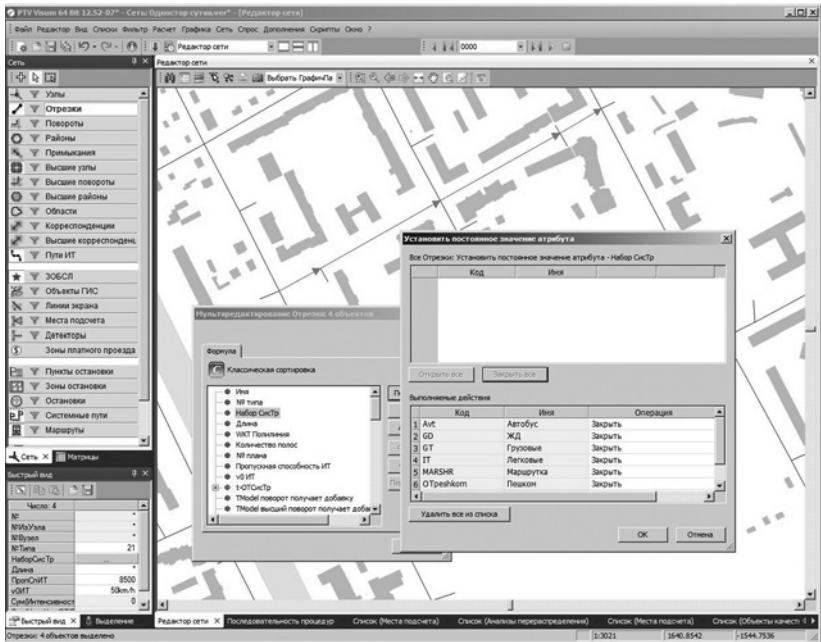 PTV Visum 64 Bit 12.52-07* - Сеть: Одностор сутки.ver* - [Редактор сети]
Файл Редактор Вид Списки Фильтр Расчет Графика Сеть Спрос Дополнения Скрипты Окно ?
Редактор сети
0000
Сеть
Редактор сети
Выбрать ГрафичПа
Узлы
Отрезки
Повороты
Районы
Примыкания
Высшие узлы
Высшие повороты
Высшие районы
Области
Корреспонденции
Высшие корреспонденц
Пути ИТ
ЗОБСЛ
Объекты ГИС
Линии экрана
Места подсчета
Детекторы
Зоны платного проезда
Пункты остановки
Зоны остановки
Остановки
Системные пути
Маршруты
Сеть
Матрицы
Быстрый вид
Число: 4
№ *
№ИзУзла *
№Вузел *
№Типа 21
НаборСисТр ...
Длина *
ПропСпИТ 8500
v0ИТ 50km/h
СумИнтенсивност 0
Быстрый вид
Выделение
Мультиредактирование Отрезки: 4 объектов
Формула
Классическая сортировка
Имя
№ типа
Набор СисТр
Длина
WKT Полилиния
Количество полос
№ плана
Пропускная способность ИТ
v0 ИТ
t-ОТСисТр
TModel поворот получает добавку
TModel высший поворот получает добав
Установить постоянное значение атрибута
Все Отрезки: Установить постоянное значение атрибута - Набор СисТр
Код Имя
Открыть все
Закрыть все
Выполняемые действия
Код Имя Операция
1 Avt Автобус Закрыть
2 GD ЖД Закрыть
3 GT Грузовые Закрыть
4 IT Легковые Закрыть
5 MARSHR Маршрутка Закрыть
6 OTpeshkom Пешком Закрыть
Удалить все из списка
OK
Отмена
Редактор сети
Последовательность процедур
Список (Места подсчета)
Список (Анализы перераспределения)
Список (Места подсчета)
Список (Объекты качест
Отрезки: 4 объектов выделено
1:3021
1640.8542
-1544.7536